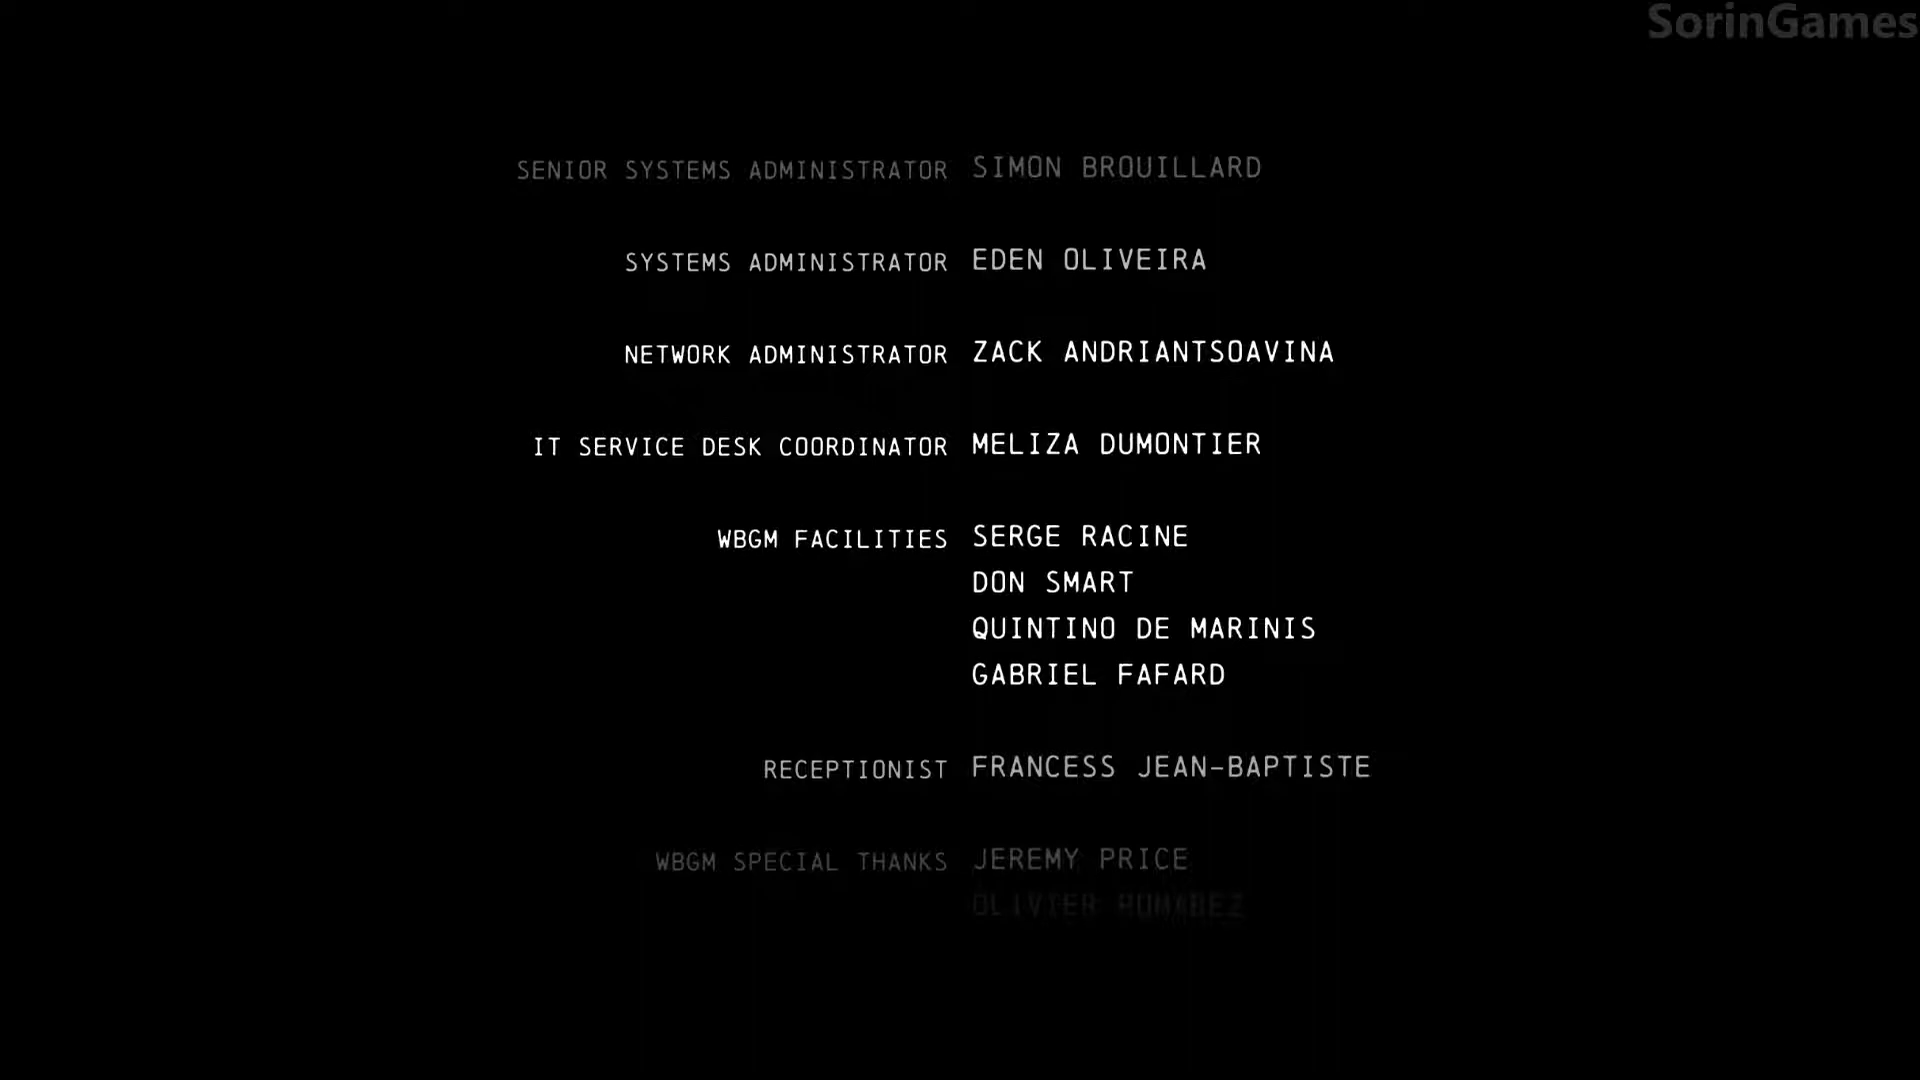 SorinGames
SENIOR SYSTEMS ADMINISTRATOR SIMON BROUILLARD
SYSTEMS ADMINISTRATOR EDEN OLIVEIRA
NETWORK ADMINISTRATOR ZACK ANDRIANTSOAVINA
IT SERVICE DESK COORDINATOR MELIZA DUMONTIER
WBGM FACILITIES SERGE RACINE
DON SMART
QUINTINO DE MARINIS
GABRIEL FAFARD
RECEPTIONIST FRANCESS JEAN-BAPTISTE
WBGM SPECIAL THANKS JEREMY PRICE
OLIVIER